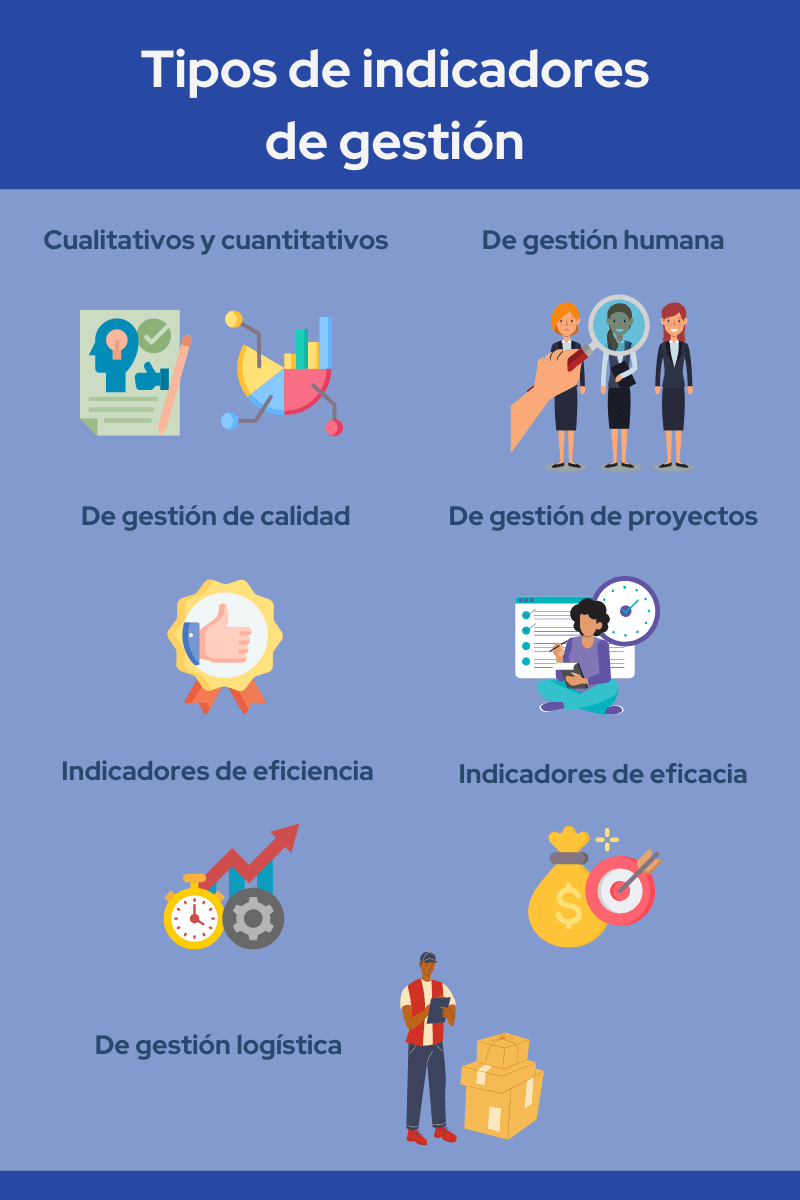 Tipos de indicadores
de gestión
Cualitativos y cuantitativos
De gestión humana
De gestión de calidad
De gestión de proyectos
Indicadores de eficiencia
Indicadores de eficacia
$
De gestión logística